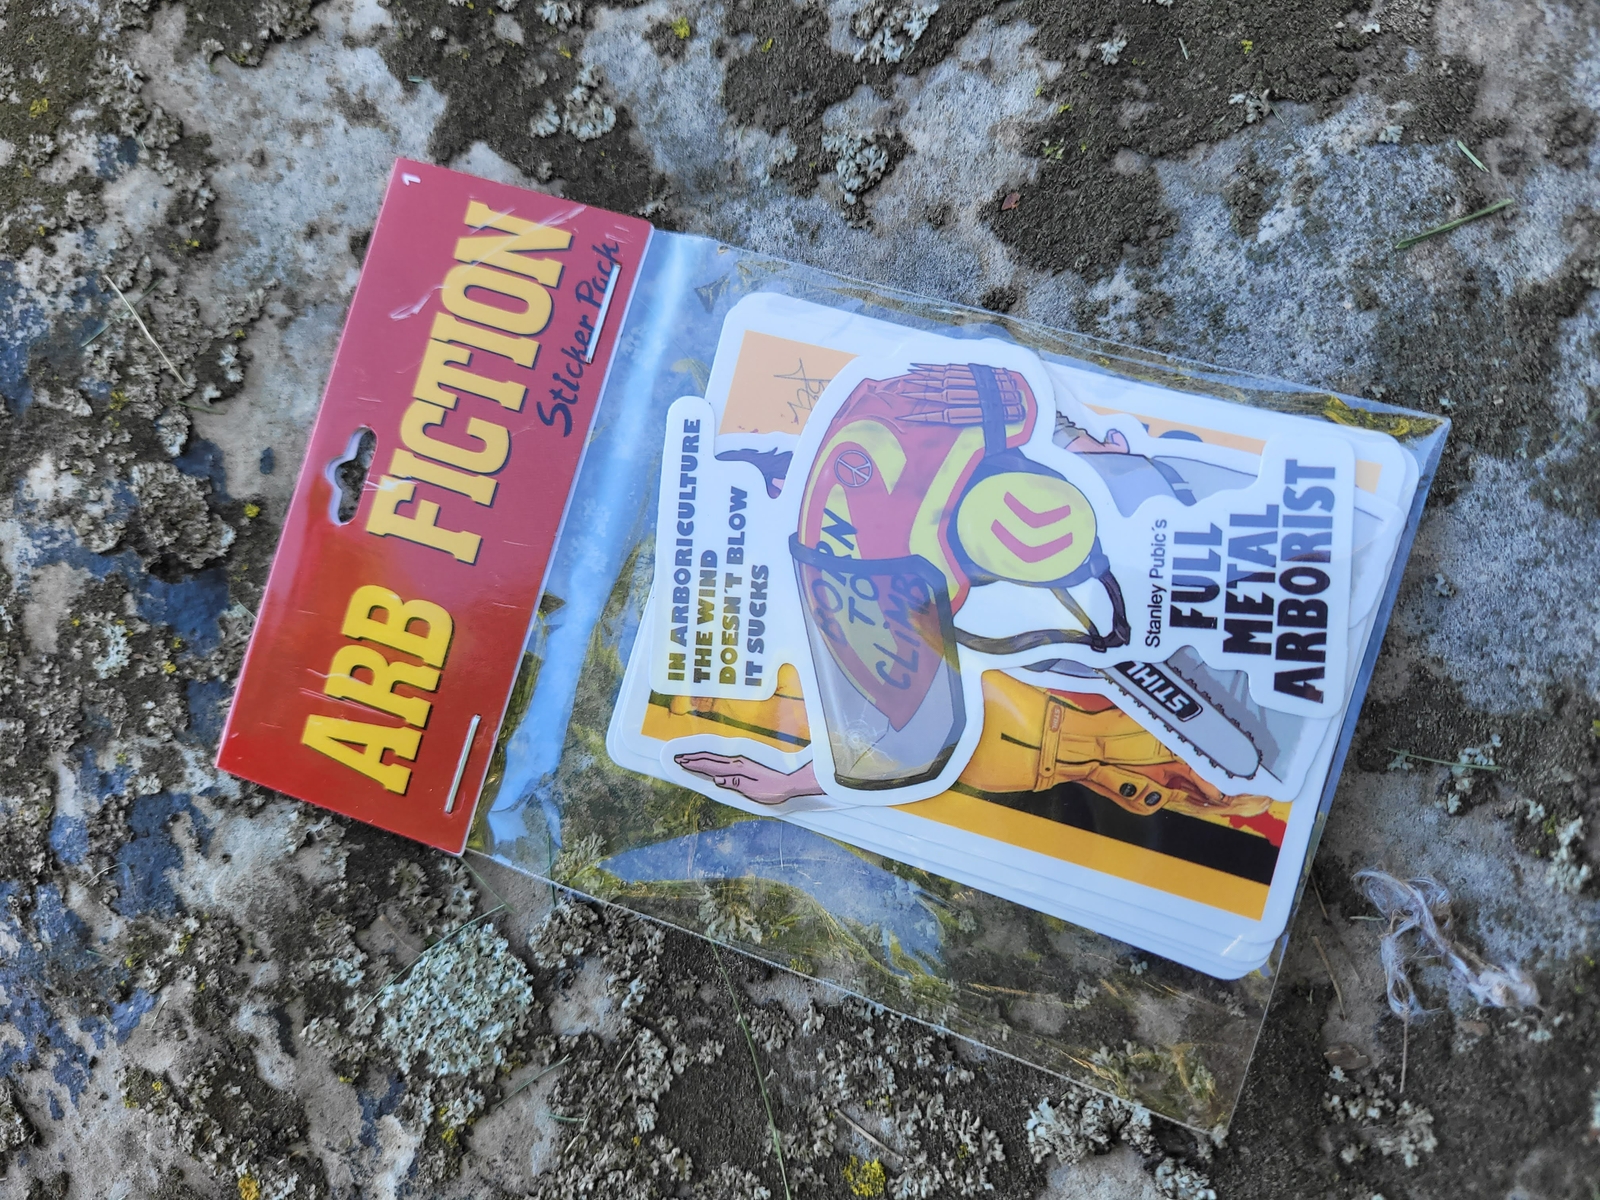 1
ARB FICTION
Sticker Pack
IN ARBORICULTURE
THE WIND
DOESN'T BLOW
IT SUCKS
BORN
TO
CLiMB
Stanley Pubic's
FULL
METAL
ARBORIST
SHITL